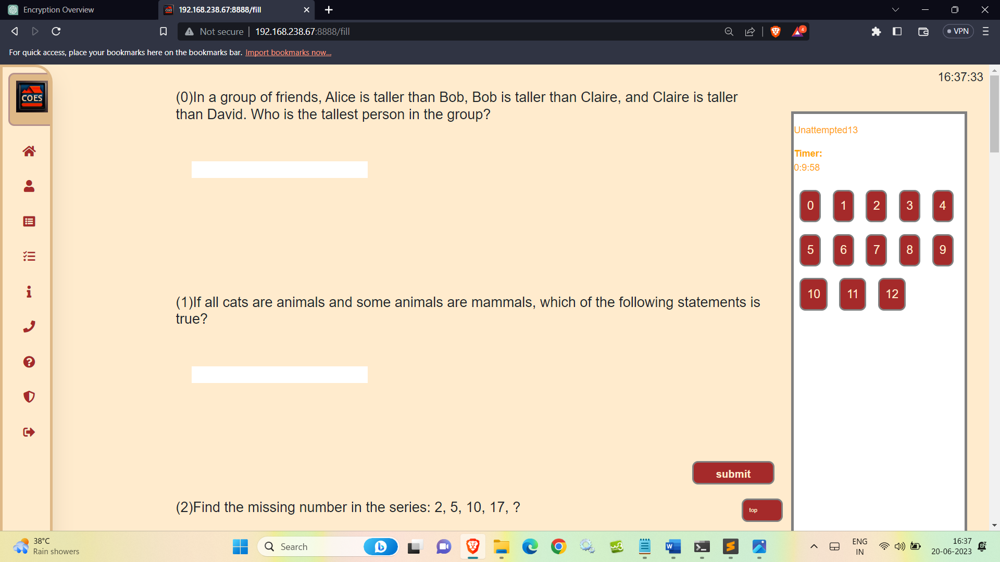 Encryption Overview
192.168.238.67:8888/fill
Not secure
192.168.238.67:8888/fill
4
VPN
For quick access, place your bookmarks here on the bookmarks bar. Import bookmarks now...
COES
16:37:33
(0)In a group of friends, Alice is taller than Bob, Bob is taller than Claire, and Claire is taller
than David. Who is the tallest person in the group?
(1)If all cats are animals and some animals are mammals, which of the following statements is
true?
submit
(2)Find the missing number in the series: 2, 5, 10, 17, ?
top
Unattempted13
Timer:
0:9:58
0 1 2 3 4
5 6 7 8 9
10 11 12
38°C
Rain showers
Search
ENG
IN
16:37
20-06-2023